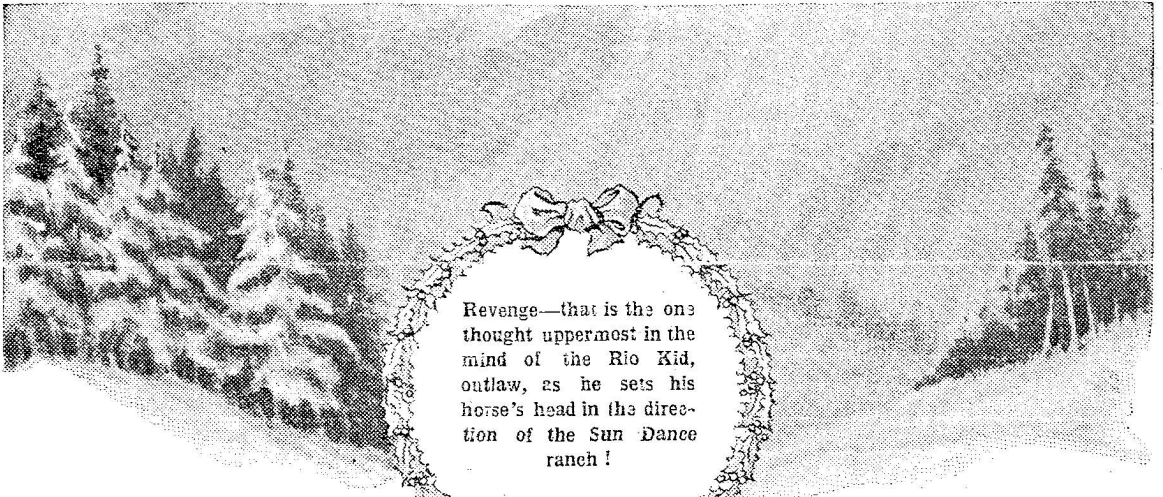 Revenge—that is the one
thought uppermost in the
mind of the Rio Kid,
outlaw, as he sets his
horse's head in the direc-
tion of the Sun Dance
ranch !